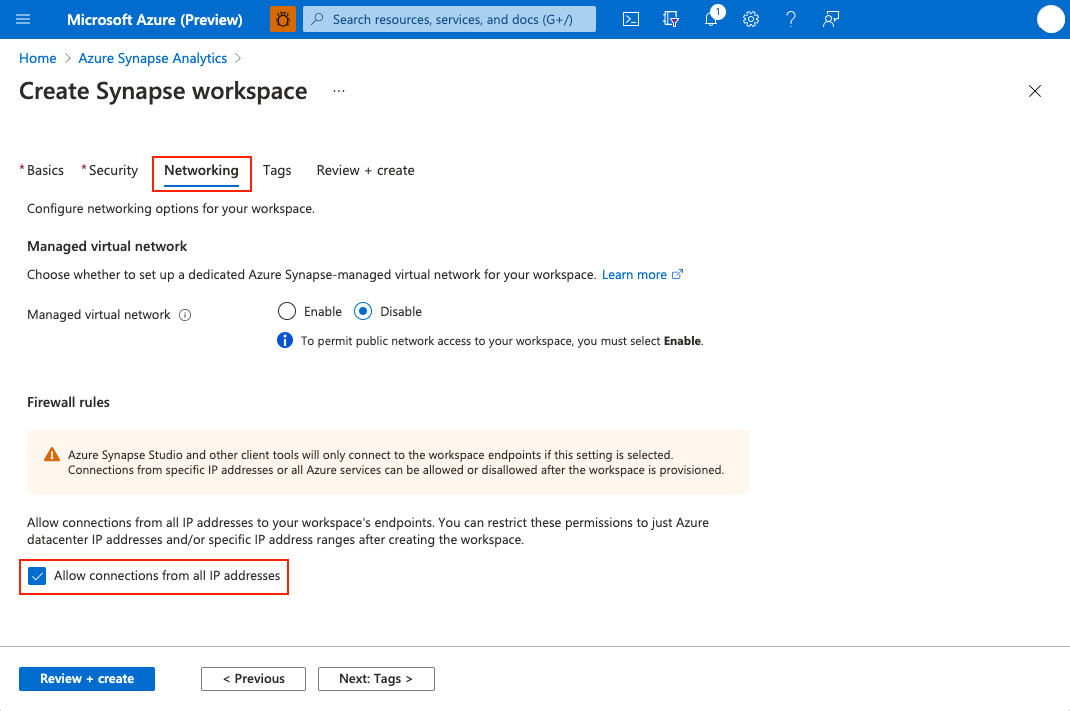 Microsoft Azure (Preview)
Search resources, services, and docs (G+/)
1
Home > Azure Synapse Analytics >
Create Synapse workspace ...
* Basics * Security Networking Tags Review + create
Configure networking options for your workspace.
Managed virtual network
Choose whether to set up a dedicated Azure Synapse-managed virtual network for your workspace. Learn more
Managed virtual network Enable Disable
To permit public network access to your workspace, you must select Enable.
Firewall rules
Azure Synapse Studio and other client tools will only connect to the workspace endpoints if this setting is selected.
Connections from specific IP addresses or all Azure services can be allowed or disallowed after the workspace is provisioned.
Allow connections from all IP addresses to your workspace's endpoints. You can restrict these permissions to just Azure
datacenter IP addresses and/or specific IP address ranges after creating the workspace.
Allow connections from all IP addresses
Review + create < Previous Next: Tags >